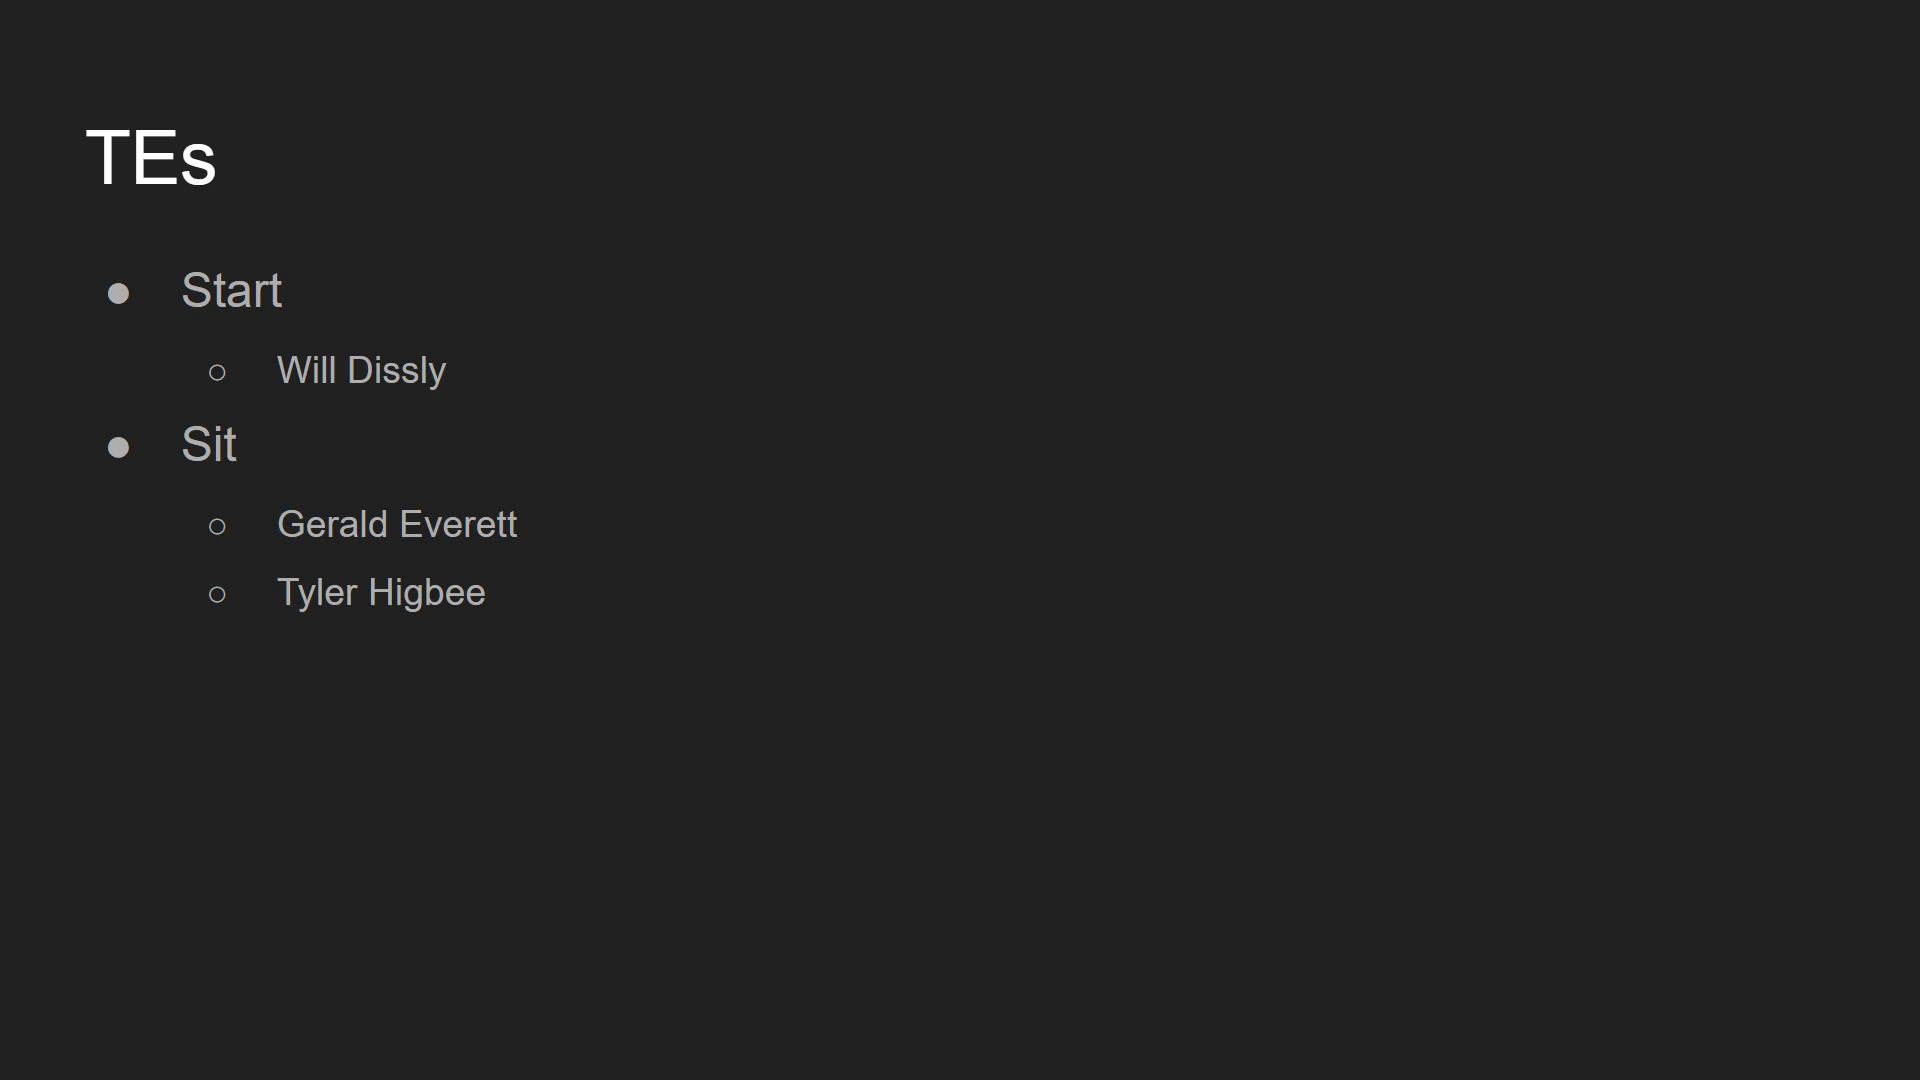 TEs
● Start
○ Will Dissly
● Sit
○ Gerald Everett
○ Tyler Higbee